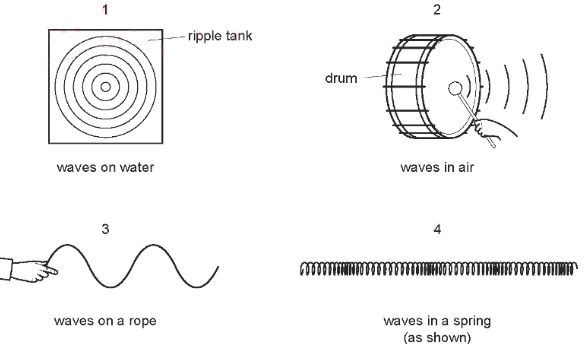 1
ripple tank
waves on water
2
drum
waves in air
3
waves on a rope
4
waves in a spring
(as shown)